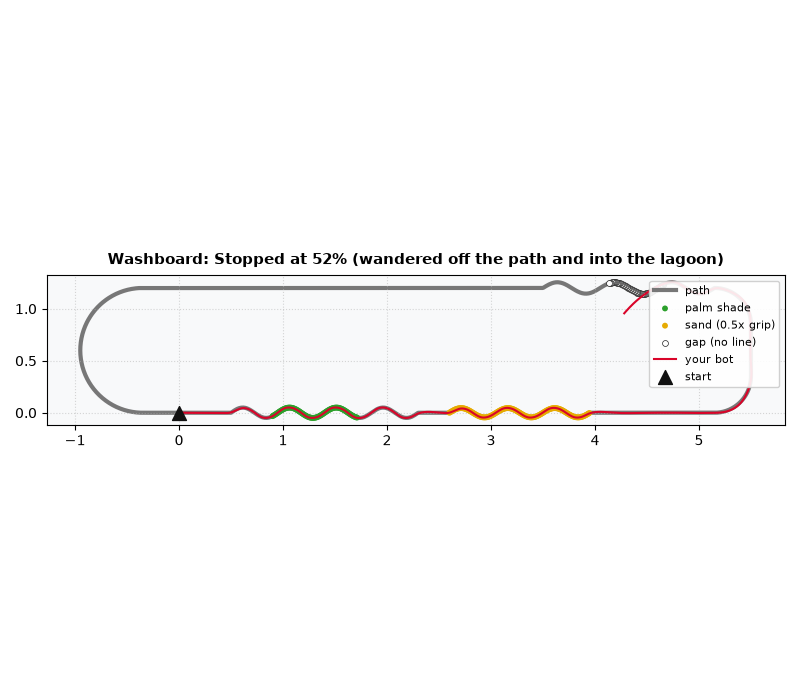 Washboard: Stopped at 52% (wandered off the path and into the lagoon)
path
palm shade
sand (0.5x grip)
gap (no line)
your bot
start
1.0
0.5
0.0
−1
0
1
2
3
4
5